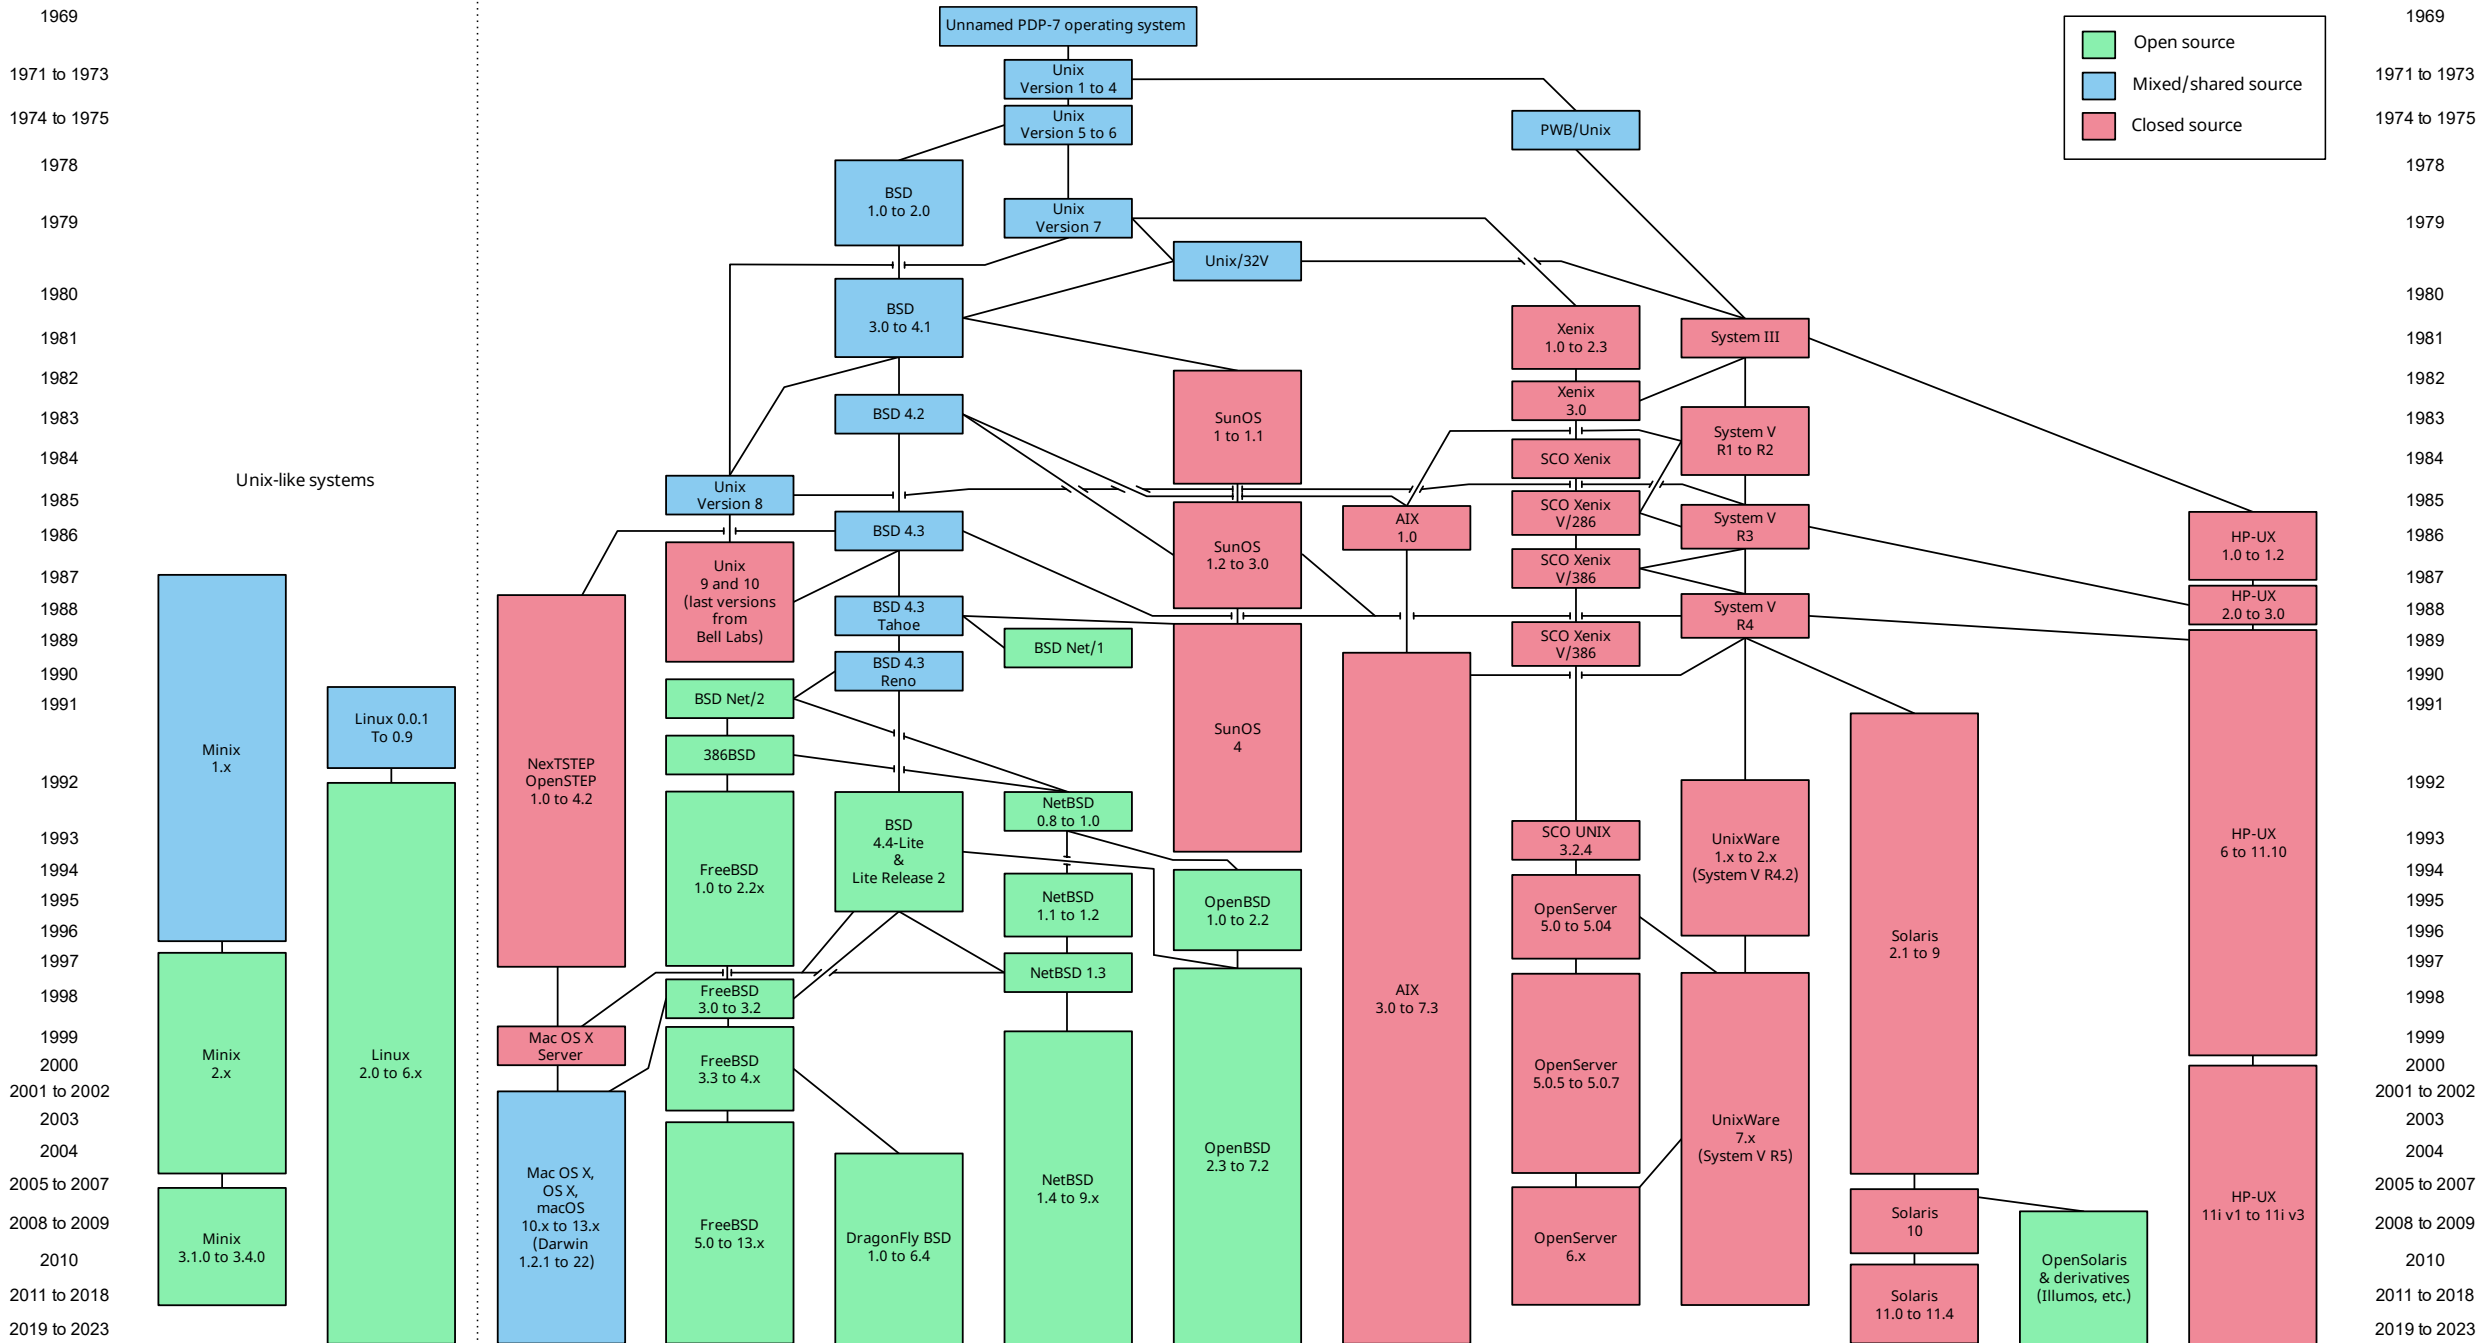 1969
1971 to 1973
1974 to 1975
1978
1979
1980
1981
1982
1983
1984
1985
1986
1987
1988
1989
1990
1991
1992
1993
1994
1995
1996
1997
1998
1999
2000
2001 to 2002
2003
2004
2005 to 2007
2008 to 2009
2010
2011 to 2018
2019 to 2023
Unix-like systems
Minix
1.x
Minix
2.x
Minix
3.1.0 to 3.4.0
Linux 0.0.1
To 0.9
Linux
2.0 to 6.x
Unnamed PDP-7 operating system
Unix
Version 1 to 4
Unix
Version 5 to 6
PWB/Unix
BSD
1.0 to 2.0
Unix
Version 7
Unix/32V
BSD
3.0 to 4.1
Xenix
1.0 to 2.3
System III
SunOS
1 to 1.1
Xenix
3.0
BSD 4.2
System V
R1 to R2
SCO Xenix
Unix
Version 8
SCO Xenix
V/286
SunOS
1.2 to 3.0
AIX
1.0
System V
R3
BSD 4.3
HP-UX
1.0 to 1.2
Unix
9 and 10
(last versions
from
Bell Labs)
SCO Xenix
V/386
HP-UX
2.0 to 3.0
System V
R4
NexTSTEP
OpenSTEP
1.0 to 4.2
BSD 4.3
Tahoe
SCO Xenix
V/386
SunOS
4
BSD Net/1
HP-UX
6 to 11.10
BSD 4.3
Reno
AIX
3.0 to 7.3
BSD Net/2
Solaris
2.1 to 9
386BSD
UnixWare
1.x to 2.x
(System V R4.2)
FreeBSD
1.0 to 2.2x
BSD
4.4-Lite
&
Lite Release 2
NetBSD
0.8 to 1.0
SCO UNIX
3.2.4
OpenBSD
1.0 to 2.2
NetBSD
1.1 to 1.2
OpenServer
5.0 to 5.04
NetBSD 1.3
OpenBSD
2.3 to 7.2
OpenServer
5.0.5 to 5.0.7
UnixWare
7.x
(System V R5)
FreeBSD
3.0 to 3.2
Mac OS X
Server
FreeBSD
3.3 to 4.x
NetBSD
1.4 to 9.x
HP-UX
11i v1 to 11i v3
Mac OS X,
OS X,
macOS
10.x to 13.x
(Darwin
1.2.1 to 22)
FreeBSD
5.0 to 13.x
DragonFly BSD
1.0 to 6.4
OpenServer
6.x
Solaris
10
OpenSolaris
& derivatives
(Illumos, etc.)
Solaris
11.0 to 11.4
Open source
Mixed/shared source
Closed source
1969
1971 to 1973
1974 to 1975
1978
1979
1980
1981
1982
1983
1984
1985
1986
1987
1988
1989
1990
1991
1992
1993
1994
1995
1996
1997
1998
1999
2000
2001 to 2002
2003
2004
2005 to 2007
2008 to 2009
2010
2011 to 2018
2019 to 2023